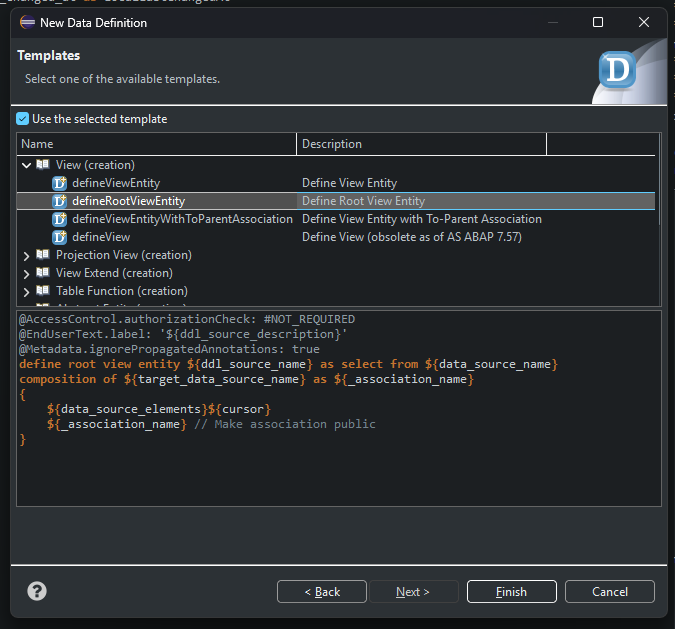 New Data Definition
Templates
Select one of the available templates.
D
Use the selected template
Name Description
View (creation)
defineViewEntity Define View Entity
defineRootViewEntity Define Root View Entity
defineViewEntityWithToParentAssociation Define View Entity with To-Parent Association
defineView Define View (obsolete as of AS ABAP 7.57)
Projection View (creation)
View Extend (creation)
Table Function (creation)
@AccessControl.authorizationCheck: #NOT_REQUIRED
@EndUserText.label: '${ddl_source_description}'
@Metadata.ignorePropagatedAnnotations: true
define root view entity ${ddl_source_name} as select from ${data_source_name}
composition of ${target_data_source_name} as ${_association_name}
{
    ${data_source_elements}${cursor}
    ${_association_name} // Make association public
}
?
< Back
Next >
Finish
Cancel